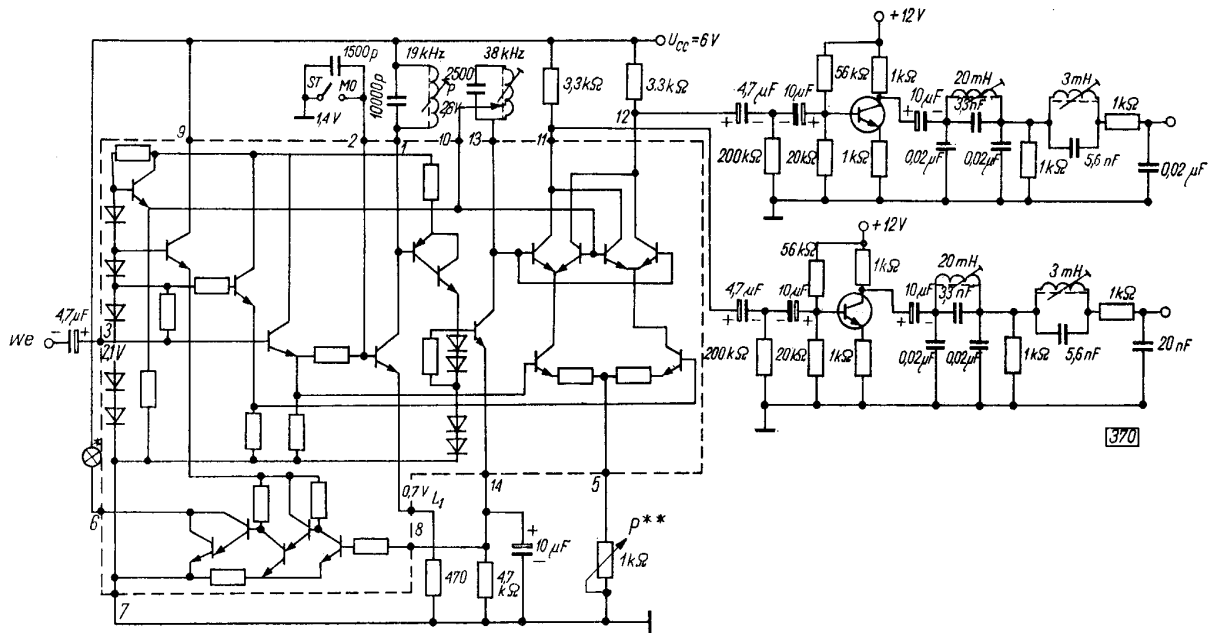 1500p
ST
MO
1,4 V
19 kHz
10000p
P
38 kHz
2500
3,3 kΩ
3.3 kΩ
U_CC = 6 V
9
2
1
10
13
11
12
+12V
56 kΩ
1 kΩ
4,7 µF
10 µF
200 kΩ
20 kΩ
1 kΩ
10 µF
20 mH
33 nF
0,02 µF
0,02 µF
1 kΩ
3 mH
5,6 nF
1 kΩ
0,02 µF
we
4,7 µF
3
2,1 V
+12V
56 kΩ
1 kΩ
4,7 µF
10 µF
200 kΩ
20 kΩ
1 kΩ
10 µF
20 mH
33 nF
0,02 µF
0,02 µF
1 kΩ
3 mH
5,6 nF
1 kΩ
20 nF
370
*
6
7
0,7 V
L1
8
14
5
470
4,7 kΩ
10 µF
P**
1 kΩ